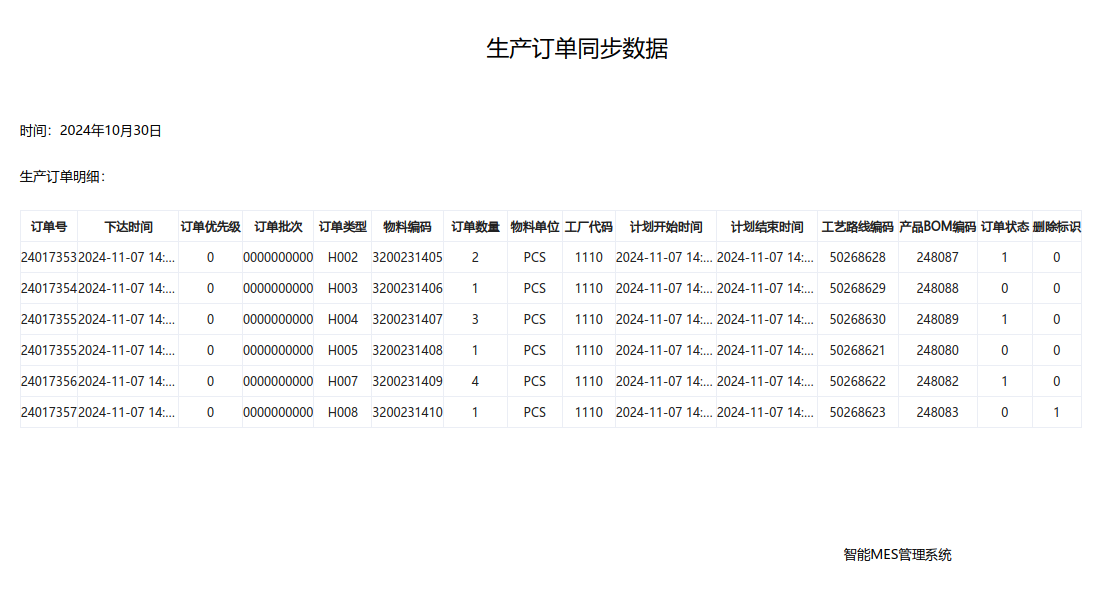 生产订单同步数据
时间：2024年10月30日
生产订单明细：
订单号 下达时间 订单优先级 订单批次 订单类型 物料编码 订单数量 物料单位 工厂代码 计划开始时间 计划结束时间 工艺路线编码 产品BOM编码 订单状态 删除标识
24017353 2024-11-07 14:... 0 0000000000 H002 3200231405 2 PCS 1110 2024-11-07 14:... 2024-11-07 14:... 50268628 248087 1 0
24017354 2024-11-07 14:... 0 0000000000 H003 3200231406 1 PCS 1110 2024-11-07 14:... 2024-11-07 14:... 50268629 248088 0 0
24017355 2024-11-07 14:... 0 0000000000 H004 3200231407 3 PCS 1110 2024-11-07 14:... 2024-11-07 14:... 50268630 248089 1 0
24017355 2024-11-07 14:... 0 0000000000 H005 3200231408 1 PCS 1110 2024-11-07 14:... 2024-11-07 14:... 50268621 248080 0 0
24017356 2024-11-07 14:... 0 0000000000 H007 3200231409 4 PCS 1110 2024-11-07 14:... 2024-11-07 14:... 50268622 248082 1 0
24017357 2024-11-07 14:... 0 0000000000 H008 3200231410 1 PCS 1110 2024-11-07 14:... 2024-11-07 14:... 50268623 248083 0 1
智能MES管理系统